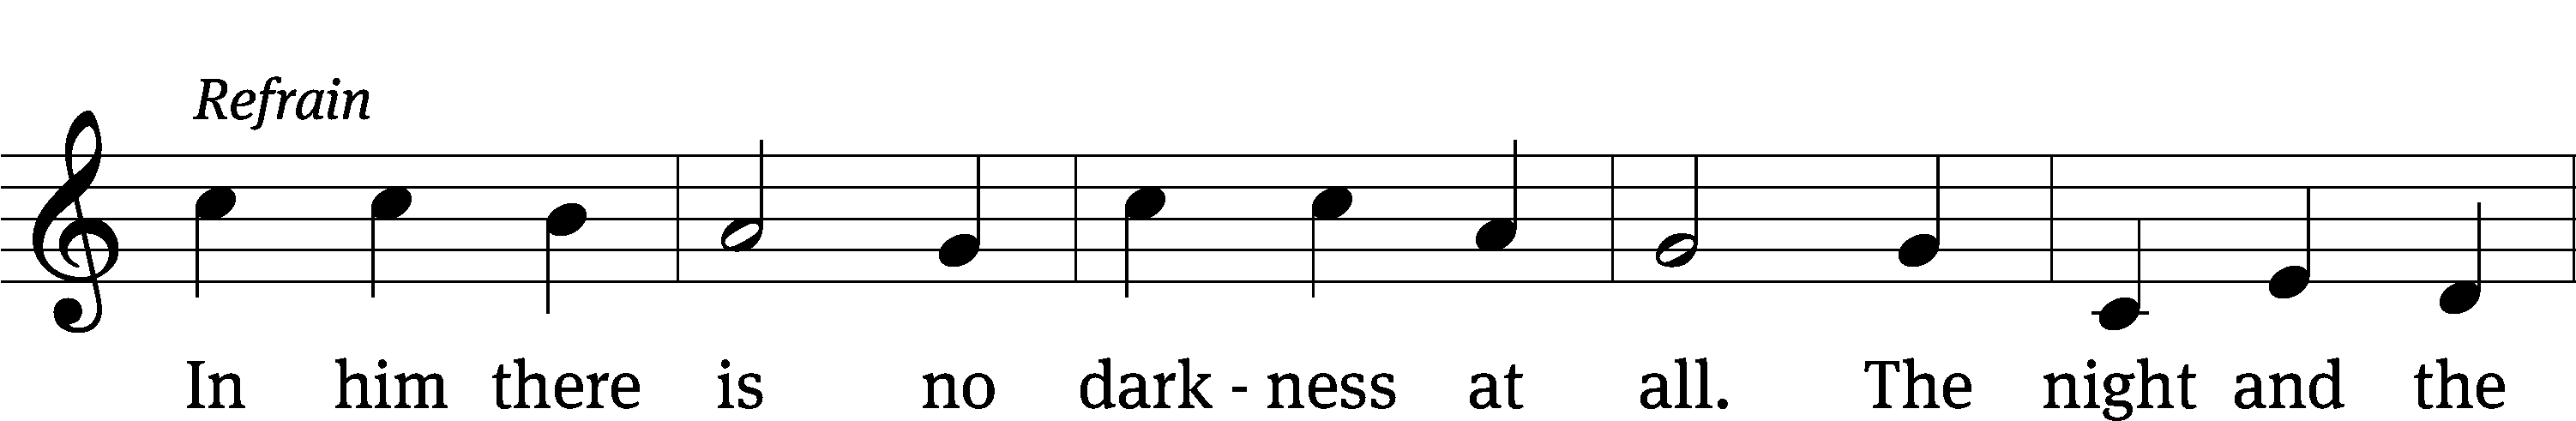 Refrain
In him there is no dark - ness at all. The night and the